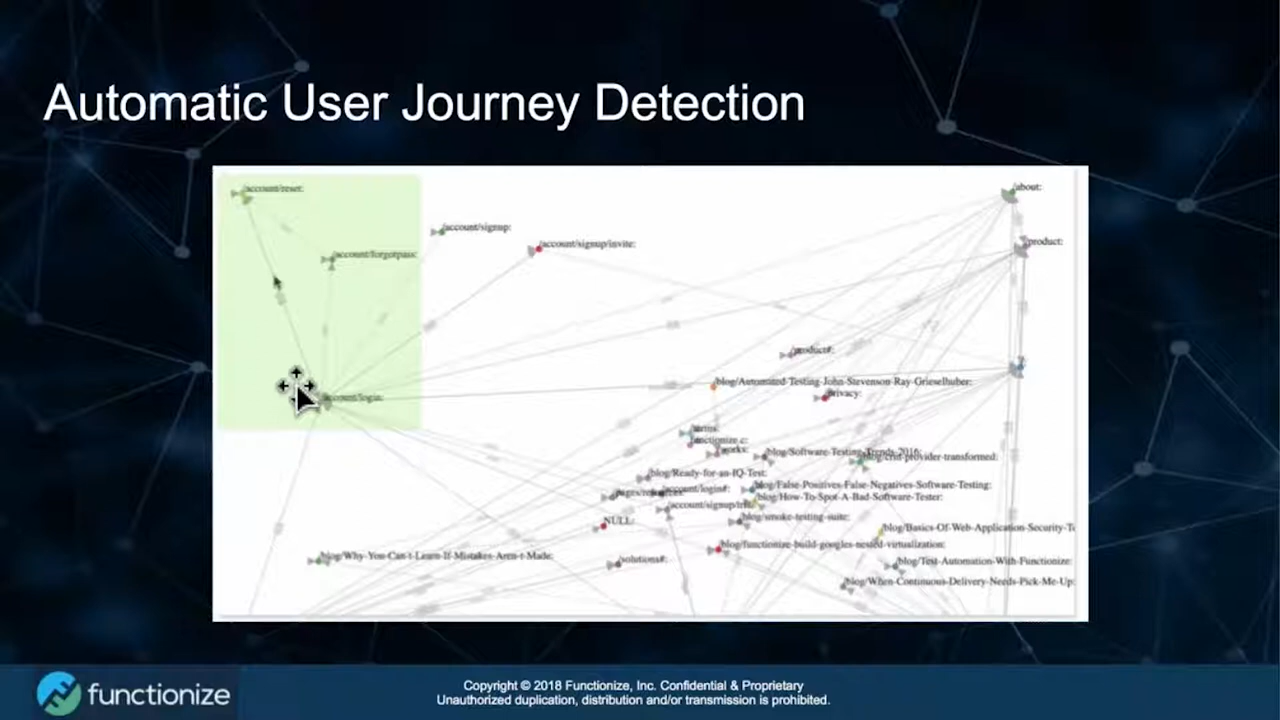 Automatic User Journey Detection
/account/reset:
/about:
/account/signup:
/product:
/account/signup/invite:
/account/forgotpass:
/product#:
/blog/Automated-Testing-John-Stevenson-Ray-Grieselhuber:
/privacy:
/account/login:
/terms:
functionize.c:
/works:
/blog/Software-Testing-Trends-2016:
provider-transformed:
/blog/Ready-for-an-IQ-Test:
/blog/False-Positives-False-Negatives-Software-Testing:
/account/login#:
/blog/How-To-Spot-A-Bad-Software-Tester:
/blog/smoke-testing-suite:
NULL:
/blog/Basics-Of-Web-Application-Security-Te
/blog/functionize-build-googles-nested-virtualization:
/blog/Why-You-Can-t-Learn-If-Mistakes-Aren-t-Made:
/solutions#:
/blog/Test-Automation-With-Functionize:
/blog/When-Continuous-Delivery-Needs-Pick-Me-Up:
functionize
Copyright © 2018 Functionize, Inc. Confidential & Proprietary
Unauthorized duplication, distribution and/or transmission is prohibited.